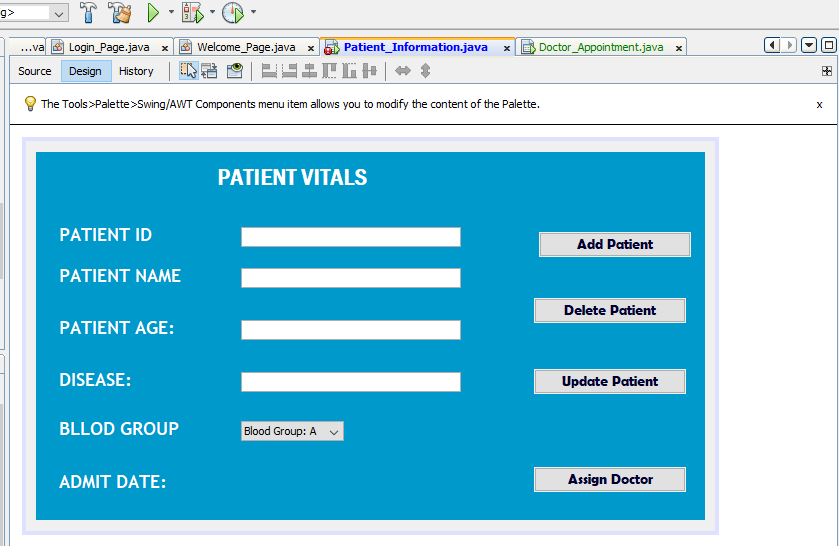 g>
...va Login_Page.java x Welcome_Page.java x Patient_Information.java x Doctor_Appointment.java x
Source Design History
The Tools>Palette>Swing/AWT Components menu item allows you to modify the content of the Palette. x
PATIENT VITALS
PATIENT ID
Add Patient
PATIENT NAME
Delete Patient
PATIENT AGE:
DISEASE:
Update Patient
BLLOD GROUP
Blood Group: A
ADMIT DATE:
Assign Doctor